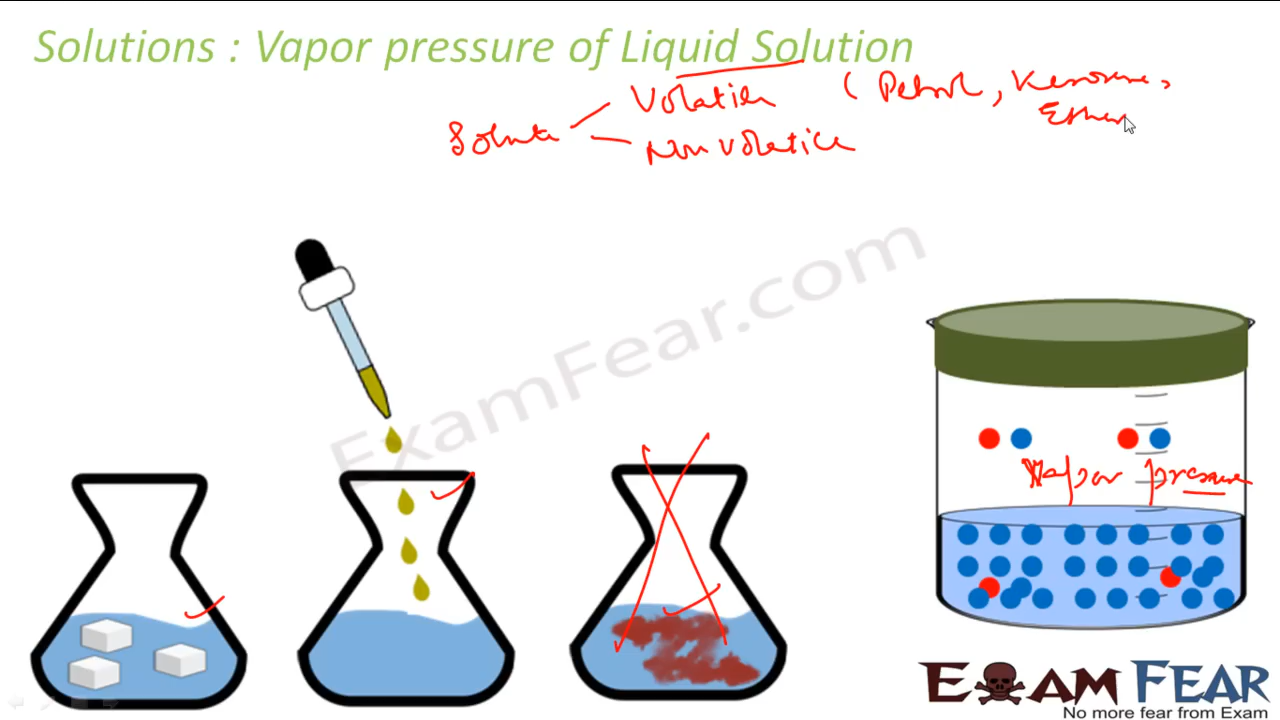 Solutions : Vapor pressure of Liquid Solution
Volatile ( Petrol, Kerosene,
Ether
Solute
Non volatile
ExamFear.com
Vapor pressure
EXAM FEAR
No more fear from Exam